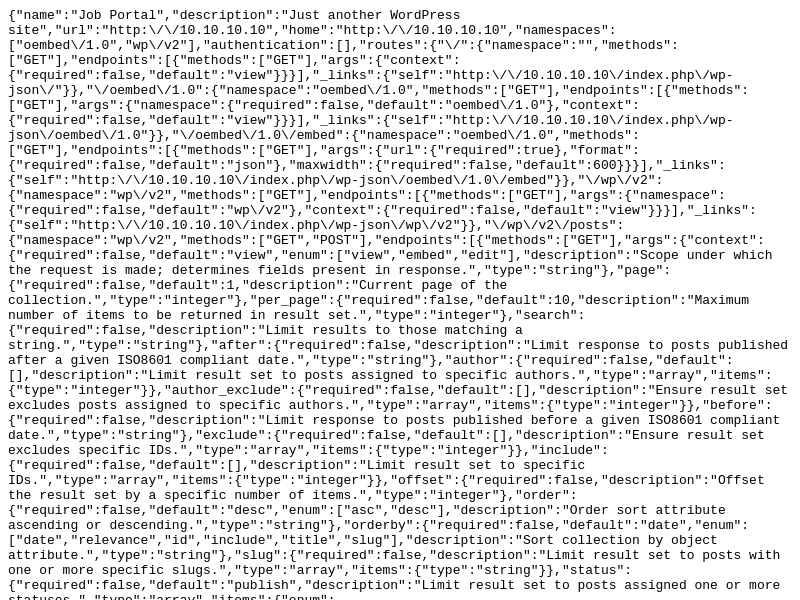 {"name":"Job Portal","description":"Just another WordPress
site","url":"http:\/\/10.10.10.10","home":"http:\/\/10.10.10.10","namespaces":
["oembed\/1.0","wp\/v2"],"authentication":[],"routes":{"\/":{"namespace":"","methods":
["GET"],"endpoints":[{"methods":["GET"],"args":{"context":
{"required":false,"default":"view"}}}],"_links":{"self":"http:\/\/10.10.10.10\/index.php\/wp-
json\/"}},"\/oembed\/1.0":{"namespace":"oembed\/1.0","methods":["GET"],"endpoints":[{"methods":
["GET"],"args":{"namespace":{"required":false,"default":"oembed\/1.0"},"context":
{"required":false,"default":"view"}}}],"_links":{"self":"http:\/\/10.10.10.10\/index.php\/wp-
json\/oembed\/1.0"}},"\/oembed\/1.0\/embed":{"namespace":"oembed\/1.0","methods":
["GET"],"endpoints":[{"methods":["GET"],"args":{"url":{"required":true},"format":
{"required":false,"default":"json"},"maxwidth":{"required":false,"default":600}}}],"_links":
{"self":"http:\/\/10.10.10.10\/index.php\/wp-json\/oembed\/1.0\/embed"}},"\/wp\/v2":
{"namespace":"wp\/v2","methods":["GET"],"endpoints":[{"methods":["GET"],"args":{"namespace":
{"required":false,"default":"wp\/v2"},"context":{"required":false,"default":"view"}}}],"_links":
{"self":"http:\/\/10.10.10.10\/index.php\/wp-json\/wp\/v2"}},"\/wp\/v2\/posts":
{"namespace":"wp\/v2","methods":["GET","POST"],"endpoints":[{"methods":["GET"],"args":{"context":
{"required":false,"default":"view","enum":["view","embed","edit"],"description":"Scope under which
the request is made; determines fields present in response.","type":"string"},"page":
{"required":false,"default":1,"description":"Current page of the
collection.","type":"integer"},"per_page":{"required":false,"default":10,"description":"Maximum
number of items to be returned in result set.","type":"integer"},"search":
{"required":false,"description":"Limit results to those matching a
string.","type":"string"},"after":{"required":false,"description":"Limit response to posts published
after a given ISO8601 compliant date.","type":"string"},"author":{"required":false,"default":
[],"description":"Limit result set to posts assigned to specific authors.","type":"array","items":
{"type":"integer"}},"author_exclude":{"required":false,"default":[],"description":"Ensure result set
excludes posts assigned to specific authors.","type":"array","items":{"type":"integer"}},"before":
{"required":false,"description":"Limit response to posts published before a given ISO8601 compliant
date.","type":"string"},"exclude":{"required":false,"default":[],"description":"Ensure result set
excludes specific IDs.","type":"array","items":{"type":"integer"}},"include":
{"required":false,"default":[],"description":"Limit result set to specific
IDs.","type":"array","items":{"type":"integer"}},"offset":{"required":false,"description":"Offset
the result set by a specific number of items.","type":"integer"},"order":
{"required":false,"default":"desc","enum":["asc","desc"],"description":"Order sort attribute
ascending or descending.","type":"string"},"orderby":{"required":false,"default":"date","enum":
["date","relevance","id","include","title","slug"],"description":"Sort collection by object
attribute.","type":"string"},"slug":{"required":false,"description":"Limit result set to posts with
one or more specific slugs.","type":"array","items":{"type":"string"}},"status":
{"required":false,"default":"publish","description":"Limit result set to posts assigned one or more
statuses.","type":"array","items":{"enum":